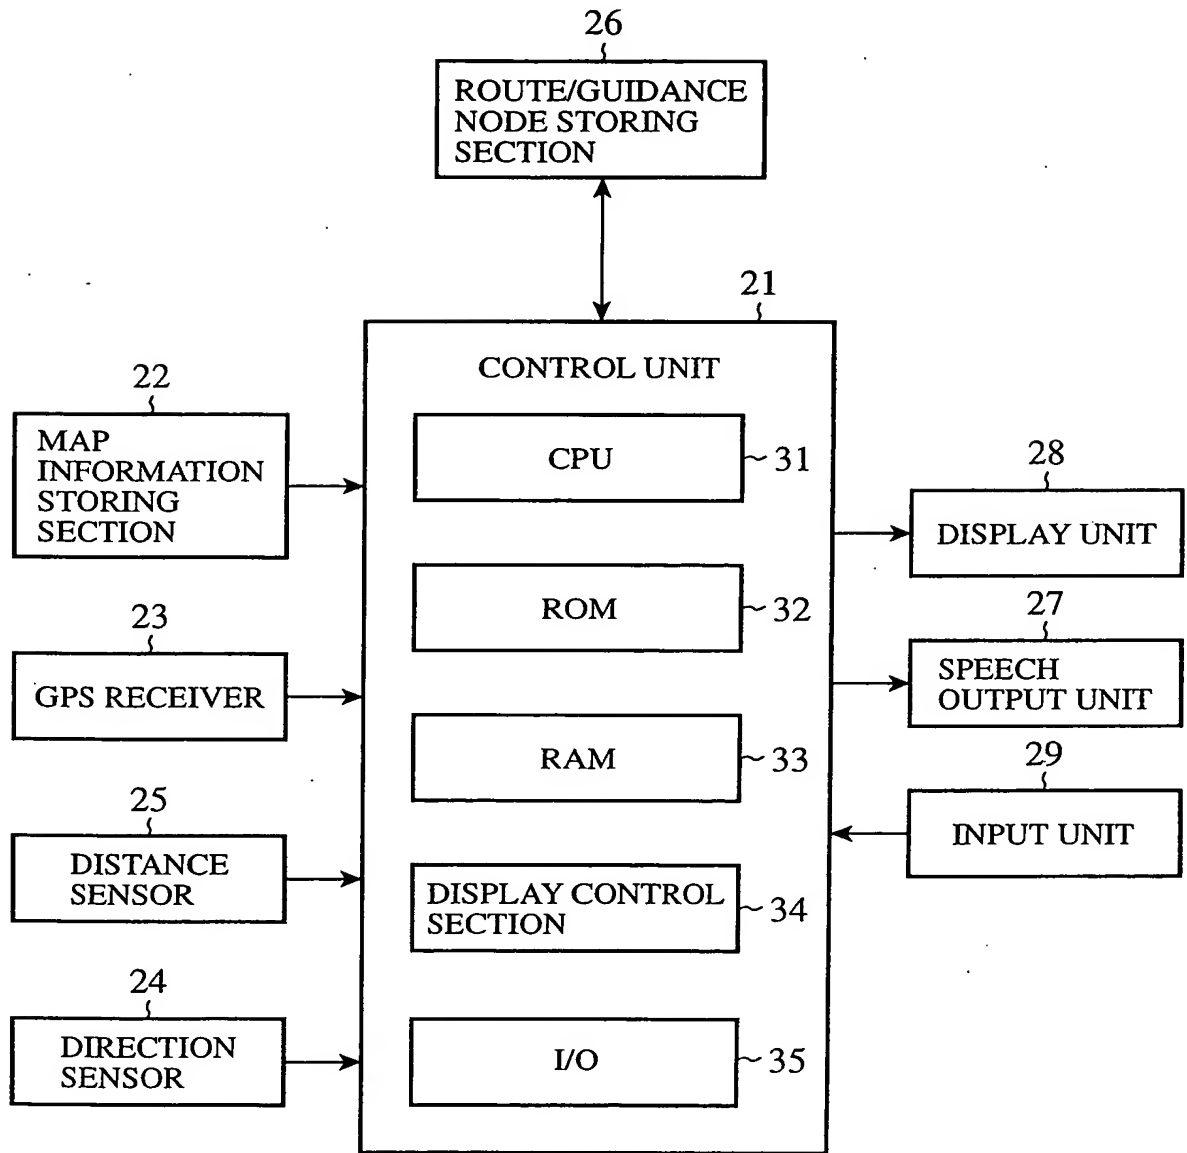 26
ROUTE/GUIDANCE
NODE STORING
SECTION
21
CONTROL UNIT
22
MAP
INFORMATION
STORING
SECTION
CPU
31
28
DISPLAY UNIT
ROM
32
23
GPS RECEIVER
27
SPEECH
OUTPUT UNIT
RAM
33
29
INPUT UNIT
25
DISTANCE
SENSOR
DISPLAY CONTROL
SECTION
34
24
DIRECTION
SENSOR
I/O
35